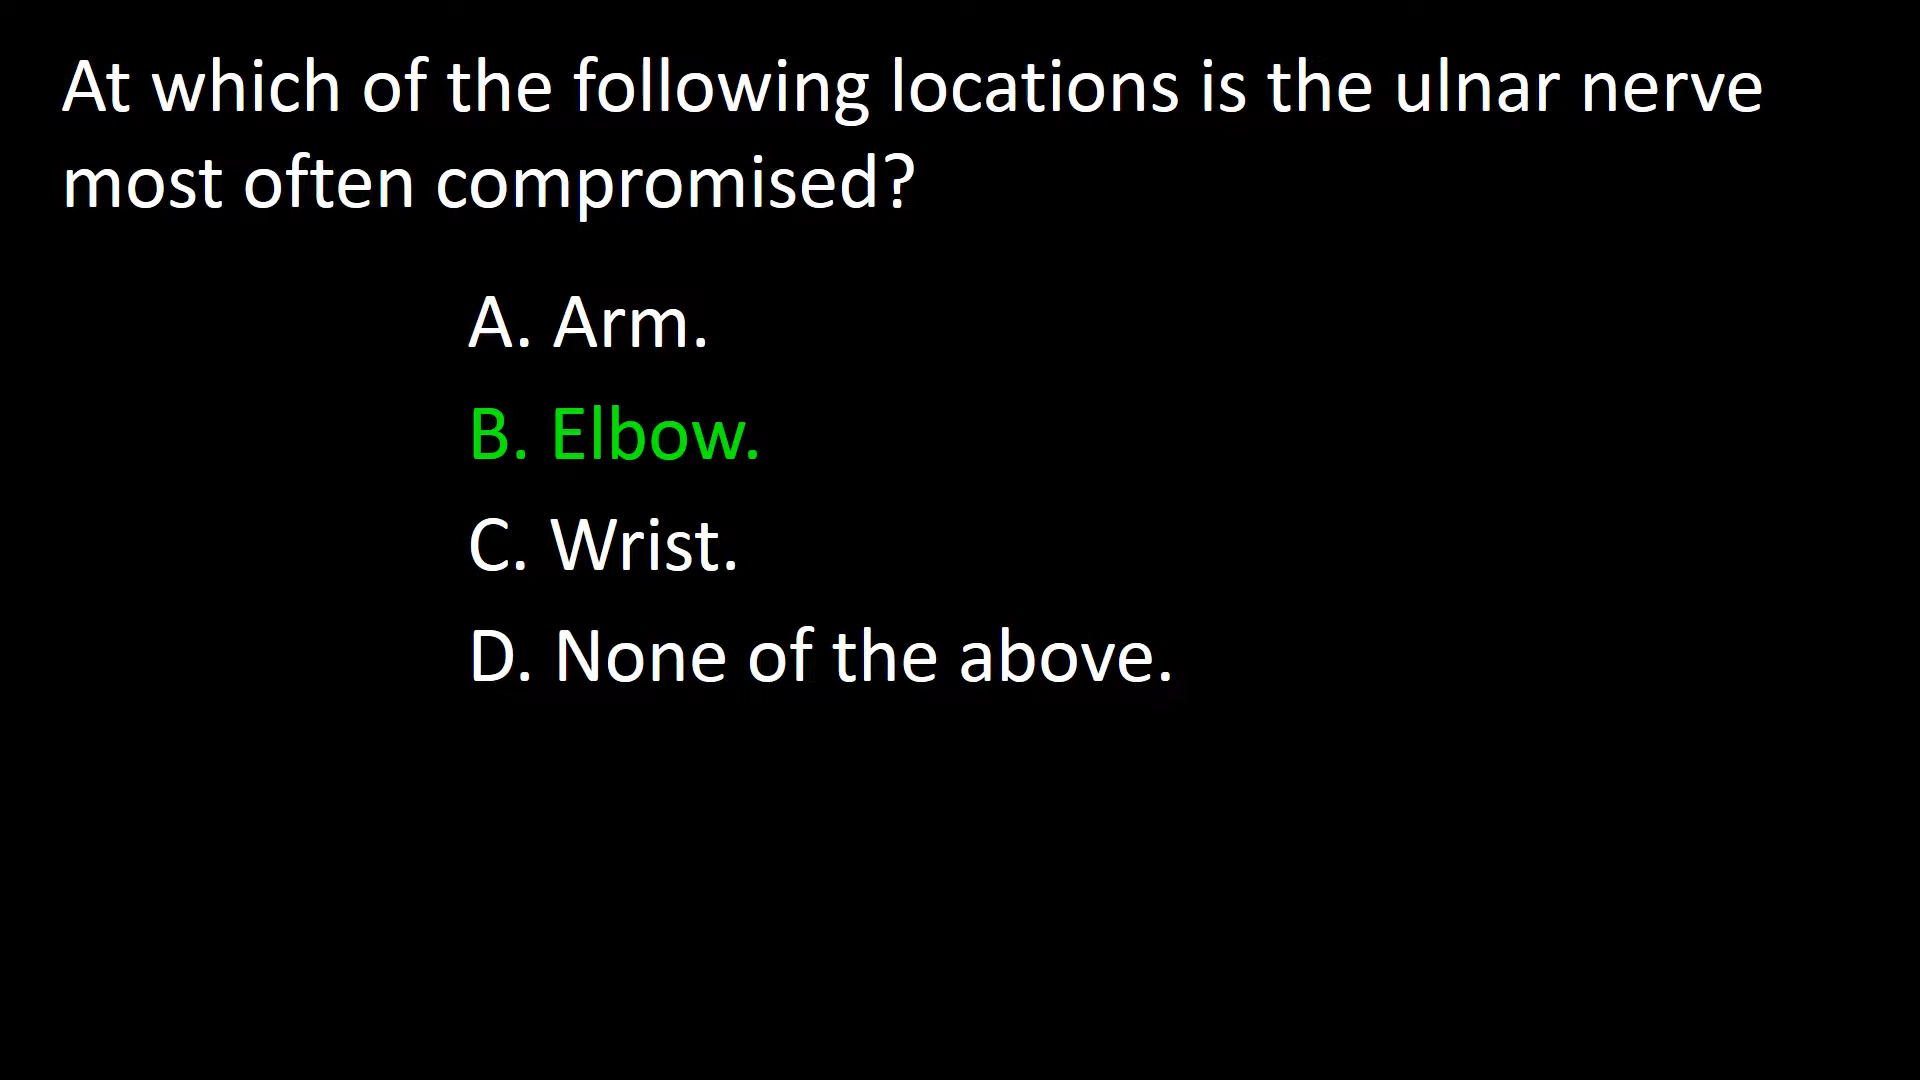 At which of the following locations is the ulnar nerve
most often compromised?
A. Arm.
B. Elbow.
C. Wrist.
D. None of the above.